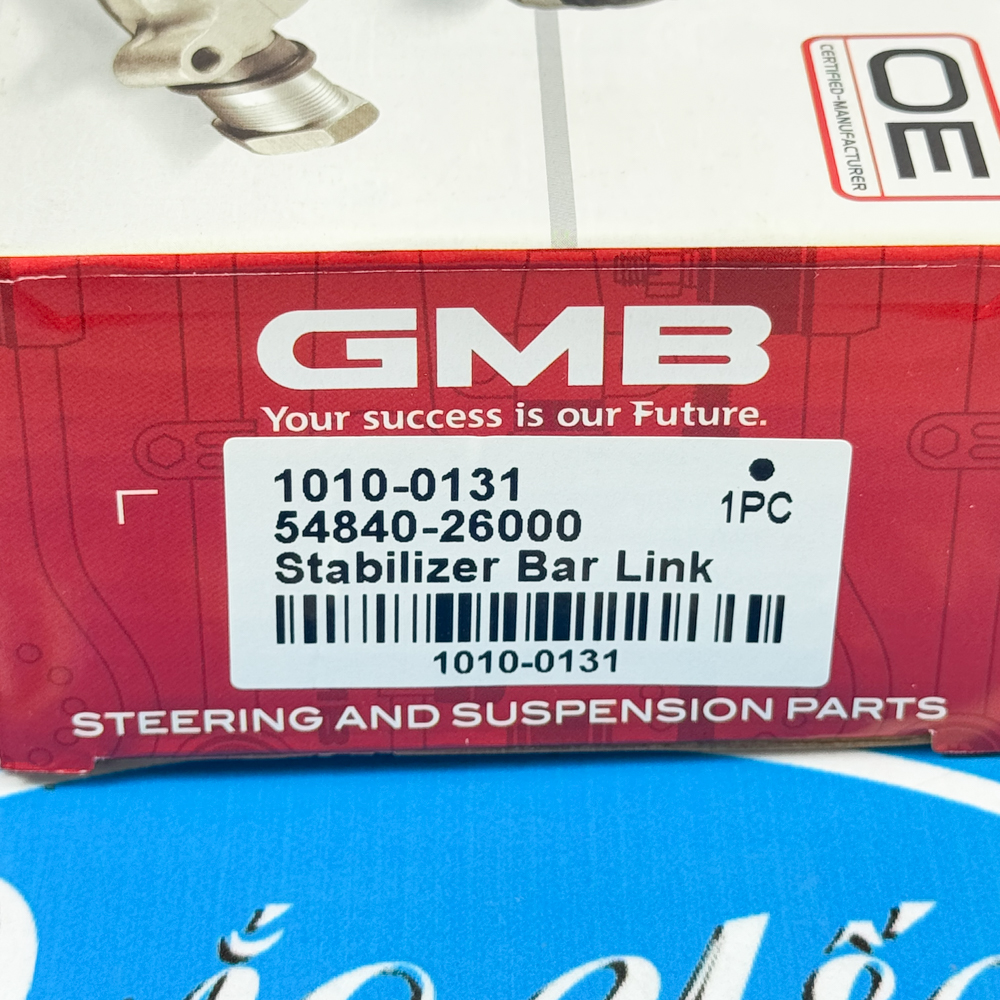 OE
CERTIFIED-MANUFACTURER
GMB
Your success is our Future.
1010-0131
1PC
54840-26000
Stabilizer Bar Link
1010-0131
STEERING AND SUSPENSION PARTS